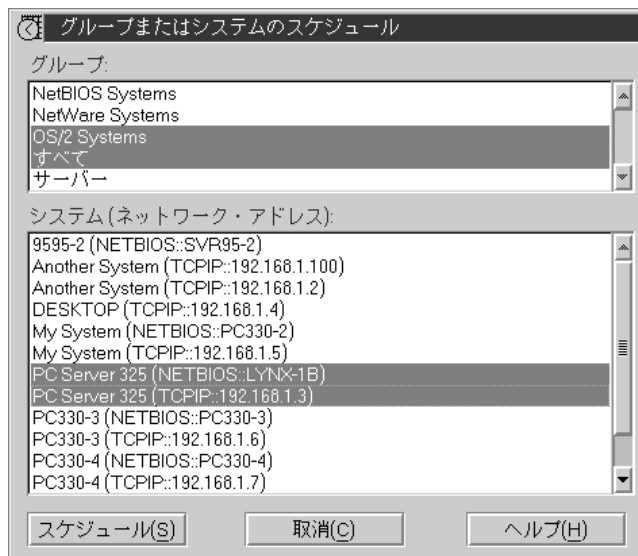 グループまたはシステムのスケジュール
グループ:
NetBIOS Systems
NetWare Systems
OS/2 Systems
すべて
サーバー
システム(ネットワーク・アドレス):
9595-2 (NETBIOS::SVR95-2)
Another System (TCPIP::192.168.1.100)
Another System (TCPIP::192.168.1.2)
DESKTOP (TCPIP::192.168.1.4)
My System (NETBIOS::PC330-2)
My System (TCPIP::192.168.1.5)
PC Server 325 (NETBIOS::LYNX-1B)
PC Server 325 (TCPIP::192.168.1.3)
PC330-3 (NETBIOS::PC330-3)
PC330-3 (TCPIP::192.168.1.6)
PC330-4 (NETBIOS::PC330-4)
PC330-4 (TCPIP::192.168.1.7)
スケジュール(S) 取消(C) ヘルプ(H)